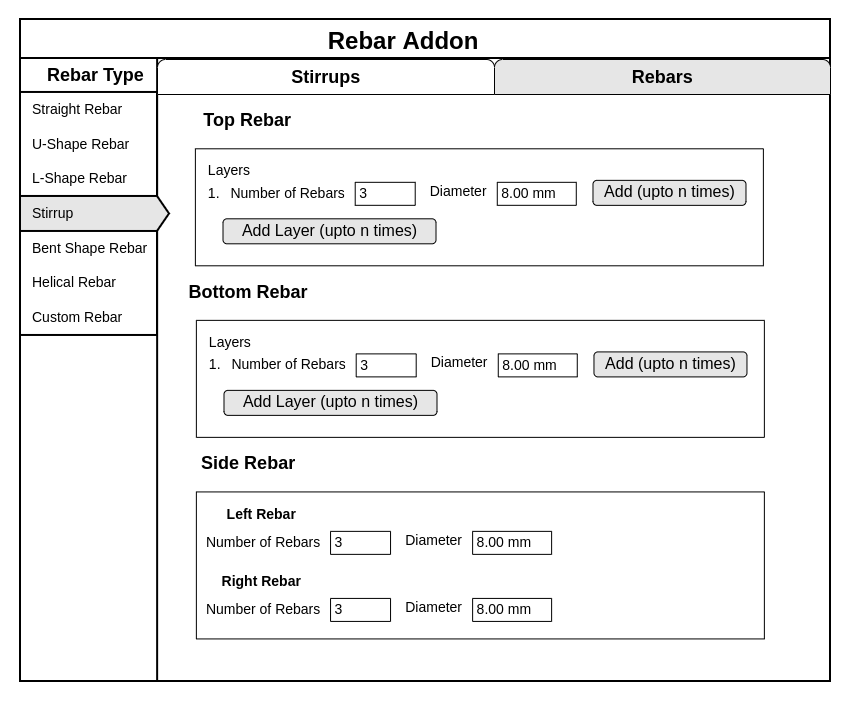 Rebar Addon
Rebar Type
Stirrups
Rebars
Straight Rebar
U-Shape Rebar
L-Shape Rebar
Stirrup
Bent Shape Rebar
Helical Rebar
Custom Rebar
Top Rebar
Layers
1. Number of Rebars 3 Diameter 8.00 mm Add (upto n times)
Add Layer (upto n times)
Bottom Rebar
Layers
1. Number of Rebars 3 Diameter 8.00 mm Add (upto n times)
Add Layer (upto n times)
Side Rebar
Left Rebar
Number of Rebars 3 Diameter 8.00 mm
Right Rebar
Number of Rebars 3 Diameter 8.00 mm